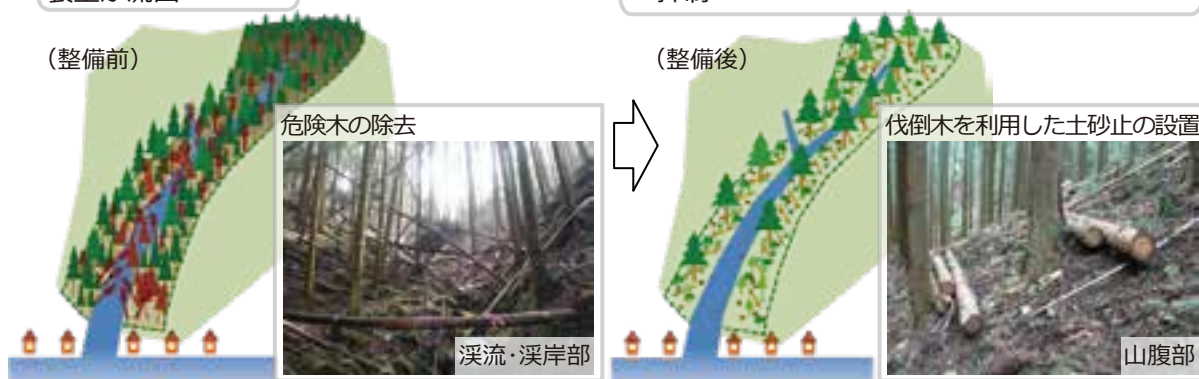 （整備前）
危険木の除去
渓流・渓岸部
（整備後）
伐倒木を利用した土砂止の設置
山腹部